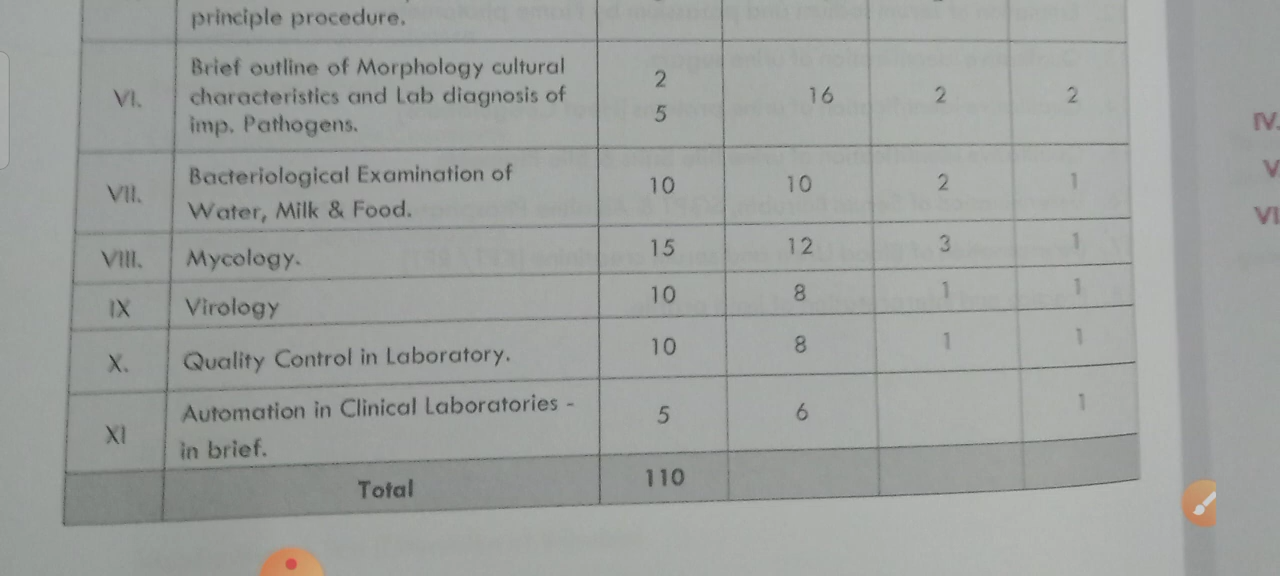 principle procedure.
VI.
Brief outline of Morphology cultural
characteristics and Lab diagnosis of
imp. Pathogens.
2
5
16
2
2
VII.
Bacteriological Examination of
Water, Milk & Food.
10
10
2
1
VIII.
Mycology.
15
12
3
1
IX
Virology
10
8
1
1
X.
Quality Control in Laboratory.
10
8
1
1
XI
Automation in Clinical Laboratories -
in brief.
5
6
1
Total
110
IV.
V
VI